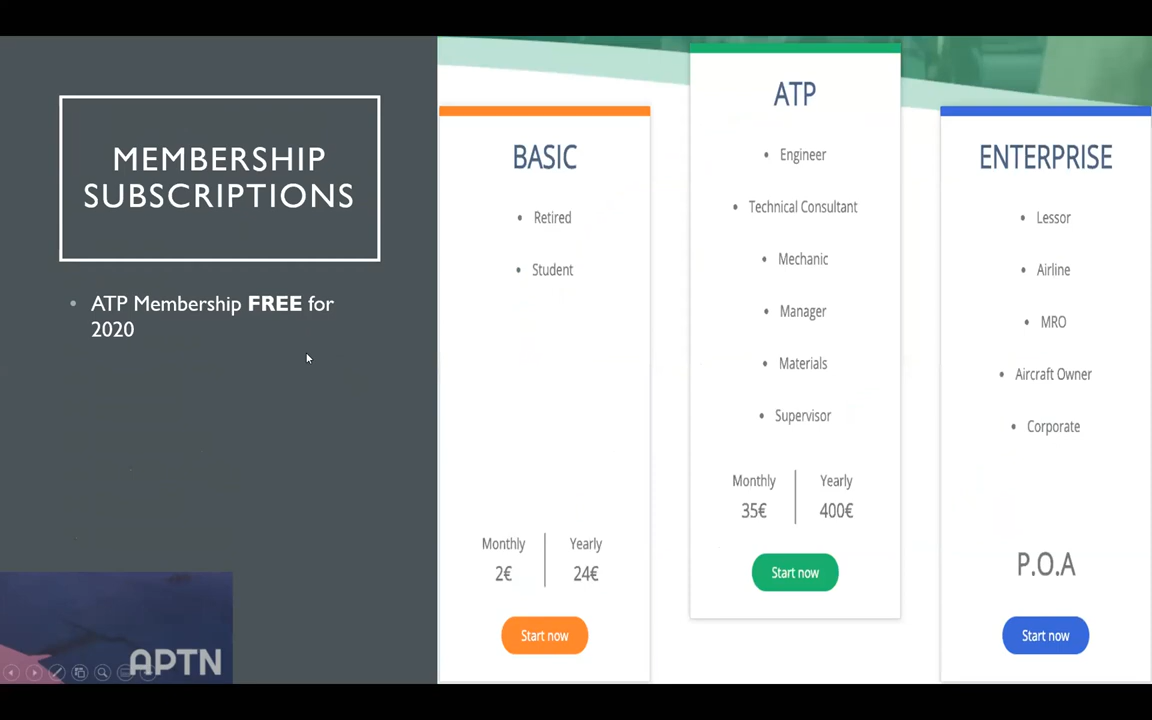 MEMBERSHIP
SUBSCRIPTIONS
• ATP Membership FREE for
2020
BASIC
• Retired
• Student
Monthly
2€
Yearly
24€
Start now
ATP
• Engineer
• Technical Consultant
• Mechanic
• Manager
• Materials
• Supervisor
Monthly
35€
Yearly
400€
Start now
ENTERPRISE
• Lessor
• Airline
• MRO
• Aircraft Owner
• Corporate
P.O.A
Start now
APTN